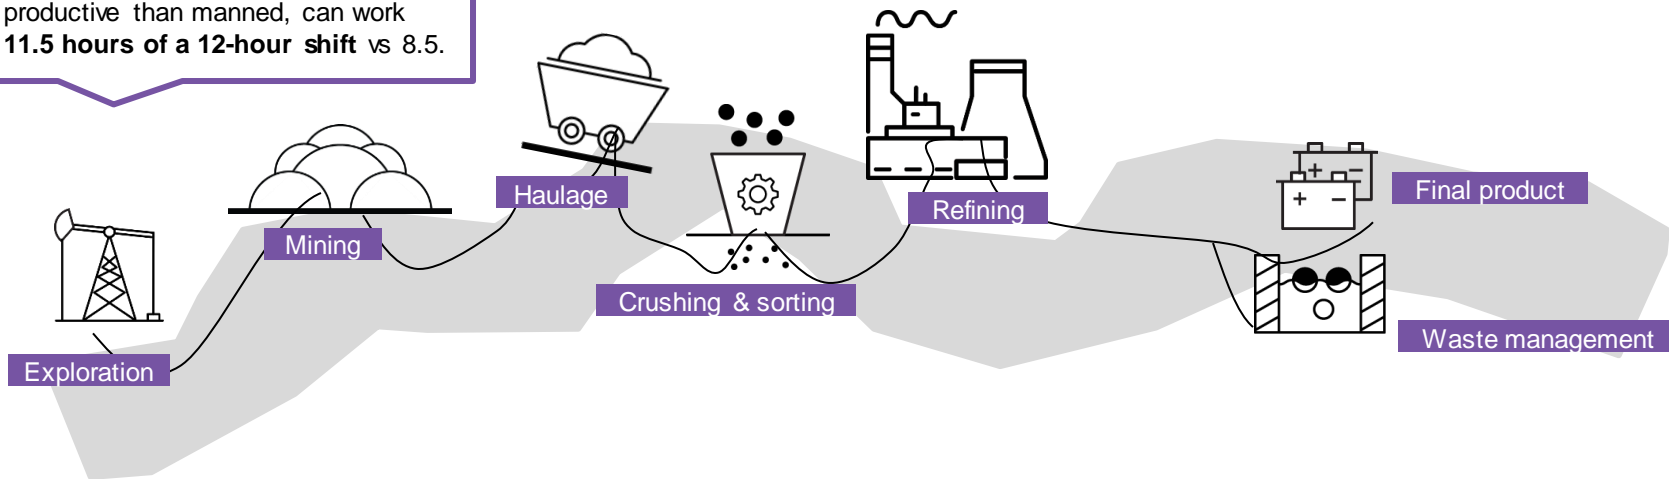 productive than manned, can work
11.5 hours of a 12-hour shift vs 8.5.
Haulage
Final product
Refining
Mining
Crushing & sorting
Waste management
Exploration